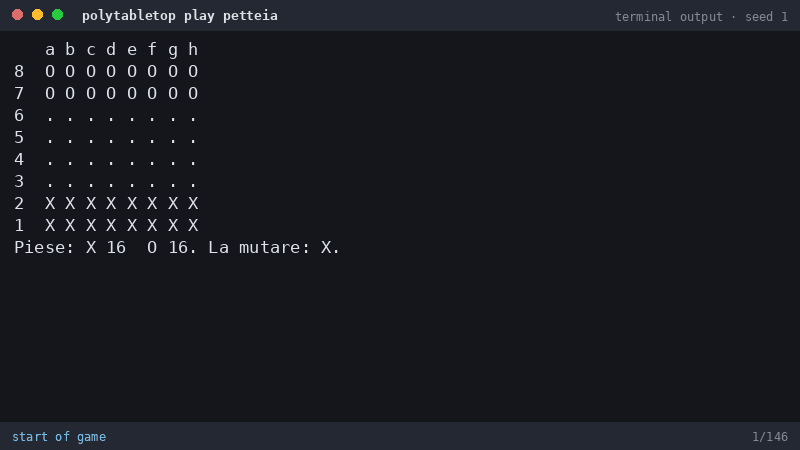 polytabletop play petteia
terminal output · seed 1
a b c d e f g h
8 O O O O O O O O
7 O O O O O O O O
6 . . . . . . . .
5 . . . . . . . .
4 . . . . . . . .
3 . . . . . . . .
2 X X X X X X X X
1 X X X X X X X X
Piese: X 16  O 16. La mutare: X.
start of game
1/146